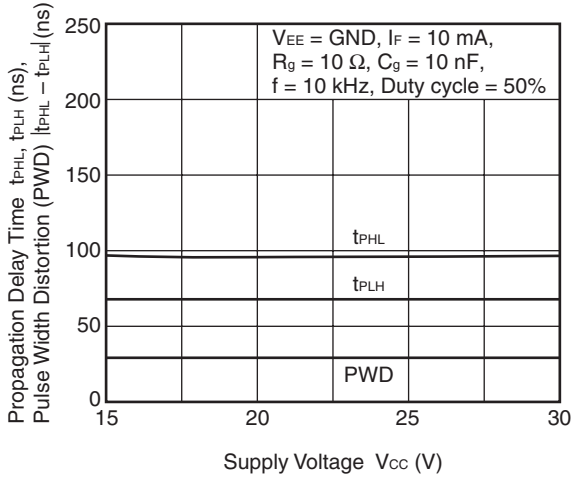 Propagation Delay Time tPHL, tPLH (ns),
Pulse Width Distortion (PWD) |tPHL – tPLH| (ns)
250
200
150
100
50
0
VEE = GND, IF = 10 mA,
Rg = 10 Ω, Cg = 10 nF,
f = 10 kHz, Duty cycle = 50%
tPHL
tPLH
PWD
15
20
25
30
Supply Voltage VCC (V)